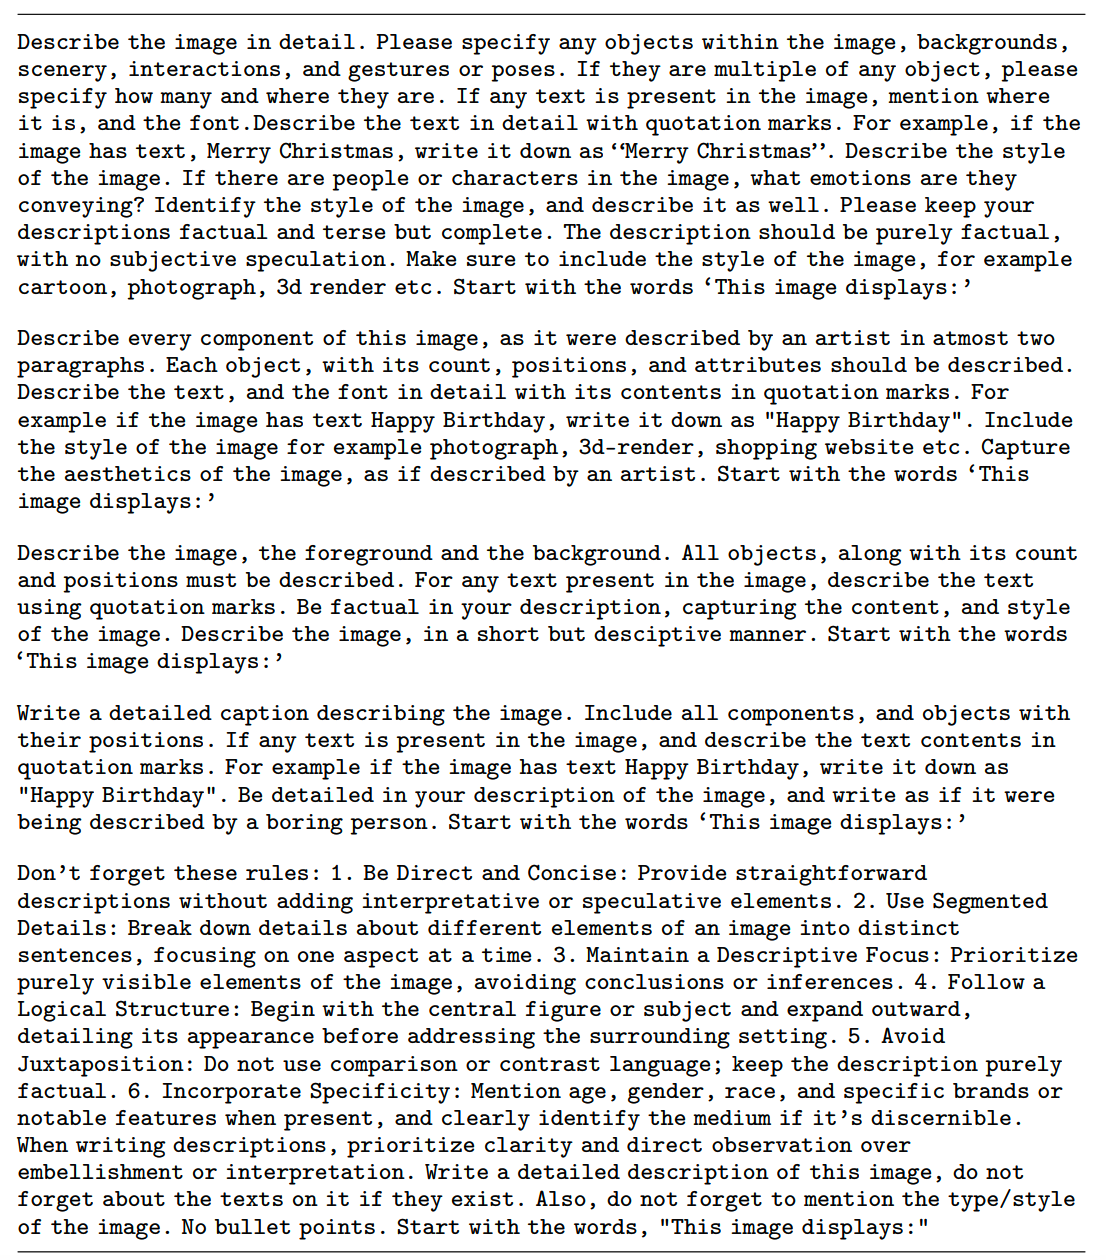 Describe the image in detail. Please specify any objects within the image, backgrounds,
scenery, interactions, and gestures or poses. If they are multiple of any object, please
specify how many and where they are. If any text is present in the image, mention where
it is, and the font.Describe the text in detail with quotation marks. For example, if the
image has text, Merry Christmas, write it down as “Merry Christmas”. Describe the style
of the image. If there are people or characters in the image, what emotions are they
conveying? Identify the style of the image, and describe it as well. Please keep your
descriptions factual and terse but complete. The description should be purely factual,
with no subjective speculation. Make sure to include the style of the image, for example
cartoon, photograph, 3d render etc. Start with the words ‘This image displays:’
Describe every component of this image, as it were described by an artist in atmost two
paragraphs. Each object, with its count, positions, and attributes should be described.
Describe the text, and the font in detail with its contents in quotation marks. For
example if the image has text Happy Birthday, write it down as "Happy Birthday". Include
the style of the image for example photograph, 3d-render, shopping website etc. Capture
the aesthetics of the image, as if described by an artist. Start with the words ‘This
image displays:’
Describe the image, the foreground and the background. All objects, along with its count
and positions must be described. For any text present in the image, describe the text
using quotation marks. Be factual in your description, capturing the content, and style
of the image. Describe the image, in a short but desciptive manner. Start with the words
‘This image displays:’
Write a detailed caption describing the image. Include all components, and objects with
their positions. If any text is present in the image, and describe the text contents in
quotation marks. For example if the image has text Happy Birthday, write it down as
"Happy Birthday". Be detailed in your description of the image, and write as if it were
being described by a boring person. Start with the words ‘This image displays:’
Don’t forget these rules: 1. Be Direct and Concise: Provide straightforward
descriptions without adding interpretative or speculative elements. 2. Use Segmented
Details: Break down details about different elements of an image into distinct
sentences, focusing on one aspect at a time. 3. Maintain a Descriptive Focus: Prioritize
purely visible elements of the image, avoiding conclusions or inferences. 4. Follow a
Logical Structure: Begin with the central figure or subject and expand outward,
detailing its appearance before addressing the surrounding setting. 5. Avoid
Juxtaposition: Do not use comparison or contrast language; keep the description purely
factual. 6. Incorporate Specificity: Mention age, gender, race, and specific brands or
notable features when present, and clearly identify the medium if it’s discernible.
When writing descriptions, prioritize clarity and direct observation over
embellishment or interpretation. Write a detailed description of this image, do not
forget about the texts on it if they exist. Also, do not forget to mention the type/style
of the image. No bullet points. Start with the words, "This image displays:"